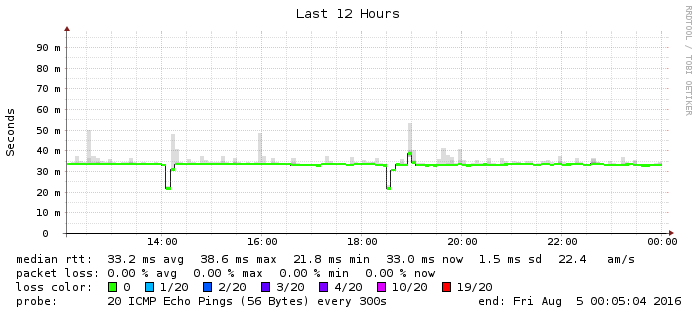 Last 12 Hours
RRDTOOL / TOBI OETIKER
Seconds
90 m
80 m
70 m
60 m
50 m
40 m
30 m
20 m
10 m
0
14:00 16:00 18:00 20:00 22:00 00:00
median rtt: 33.2 ms avg 38.6 ms max 21.8 ms min 33.0 ms now 1.5 ms sd 22.4 am/s
packet loss: 0.00 % avg 0.00 % max 0.00 % min 0.00 % now
loss color: 0 1/20 2/20 3/20 4/20 10/20 19/20
probe: 20 ICMP Echo Pings (56 Bytes) every 300s end: Fri Aug 5 00:05:04 2016